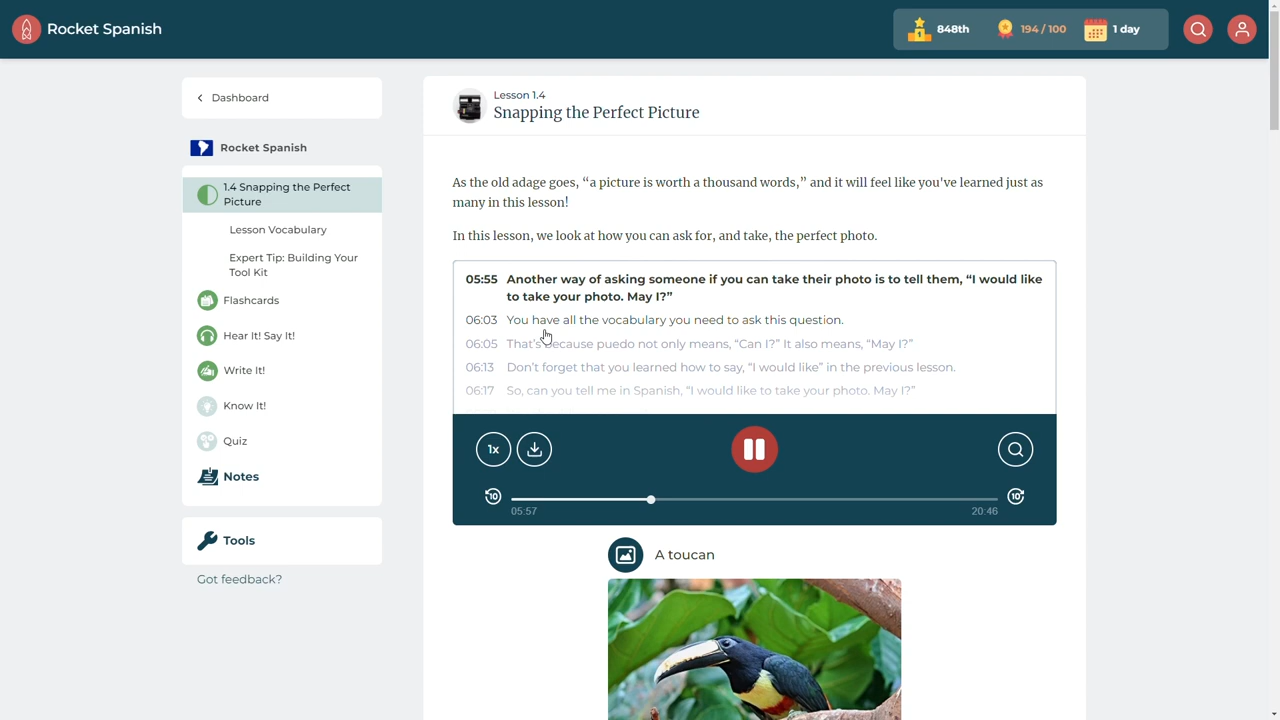 Rocket Spanish
848th
194 / 100
1 day
Dashboard
Rocket Spanish
1.4 Snapping the Perfect
Picture
Lesson Vocabulary
Expert Tip: Building Your
Tool Kit
Flashcards
Hear It! Say It!
Write It!
Know It!
Quiz
Notes
Tools
Got feedback?
Lesson 1.4
Snapping the Perfect Picture
As the old adage goes, “a picture is worth a thousand words,” and it will feel like you've learned just as
many in this lesson!
In this lesson, we look at how you can ask for, and take, the perfect photo.
05:55 Another way of asking someone if you can take their photo is to tell them, “I would like
to take your photo. May I?”
06:03 You have all the vocabulary you need to ask this question.
06:05 That's because puedo not only means, “Can I?” It also means, “May I?”
06:13 Don't forget that you learned how to say, “I would like” in the previous lesson.
06:17 So, can you tell me in Spanish, “I would like to take your photo. May I?”
1x
10
10
05:57
20:46
A toucan